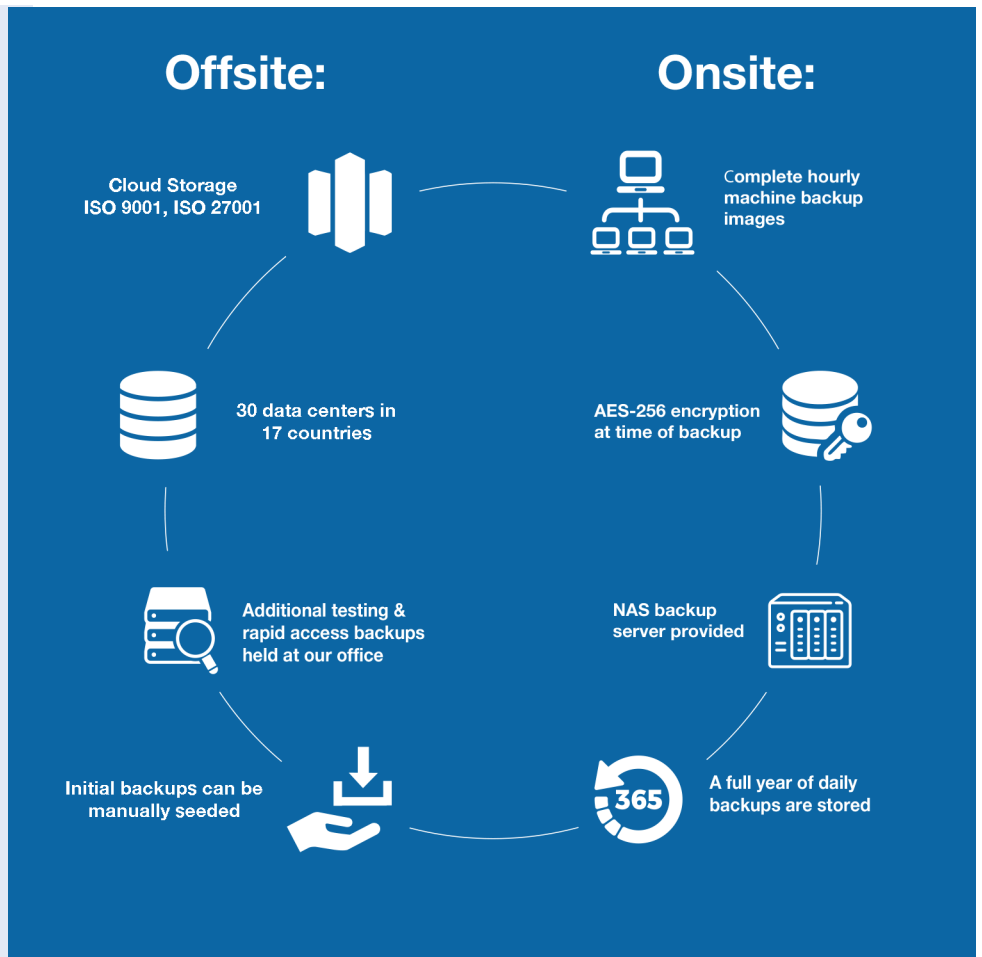 Offsite:
Cloud Storage
ISO 9001, ISO 27001
30 data centers in
17 countries
Additional testing &
rapid access backups
held at our office
Initial backups can be
manually seeded
Onsite:
Complete hourly
machine backup
images
AES-256 encryption
at time of backup
NAS backup
server provided
365
A full year of daily
backups are stored